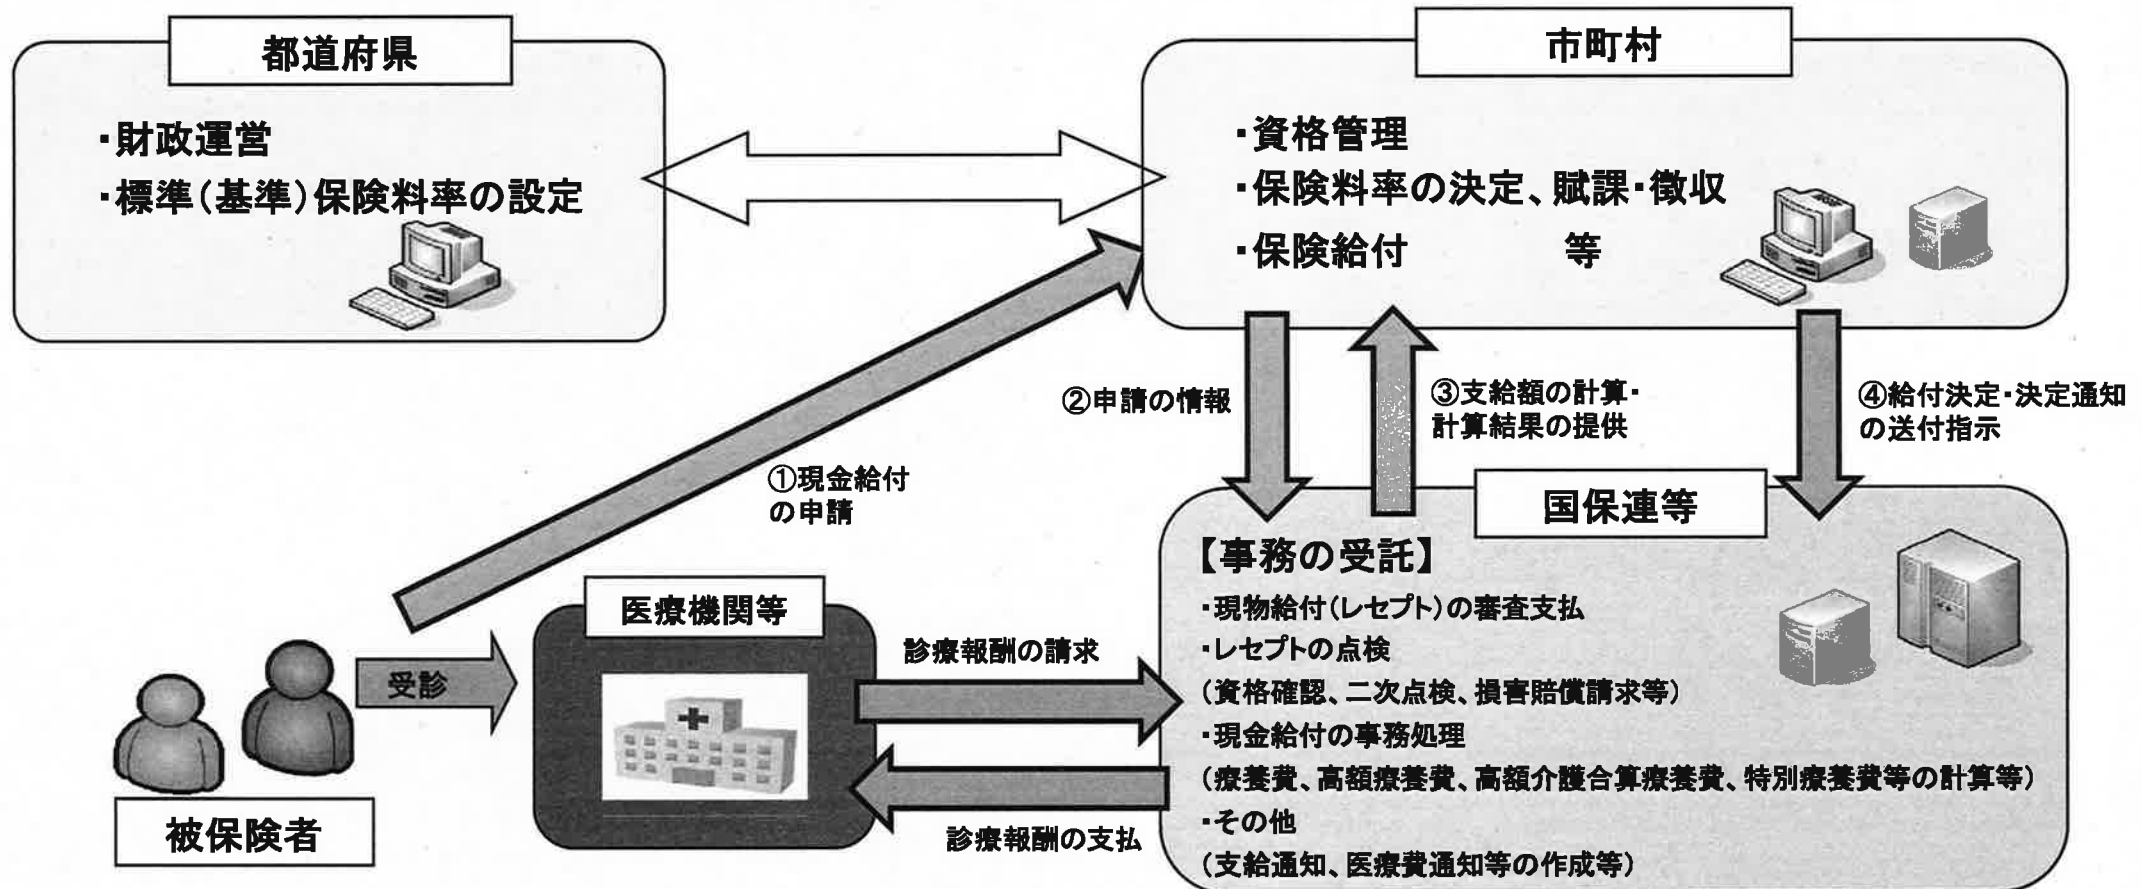 都道府県
・財政運営
・標準（基準）保険料率の設定
市町村
・資格管理
・保険料率の決定、賦課・徴収
・保険給付　　　　等
②申請の情報
③支給額の計算・
計算結果の提供
④給付決定・決定通知
の送付指示
①現金給付
の申請
国保連等
【事務の受託】
・現物給付（レセプト）の審査支払
・レセプトの点検
（資格確認、二次点検、損害賠償請求等）
・現金給付の事務処理
（療養費、高額療養費、高額介護合算療養費、特別療養費等の計算等）
・その他
（支給通知、医療費通知等の作成等）
医療機関等
受診
診療報酬の請求
診療報酬の支払
被保険者